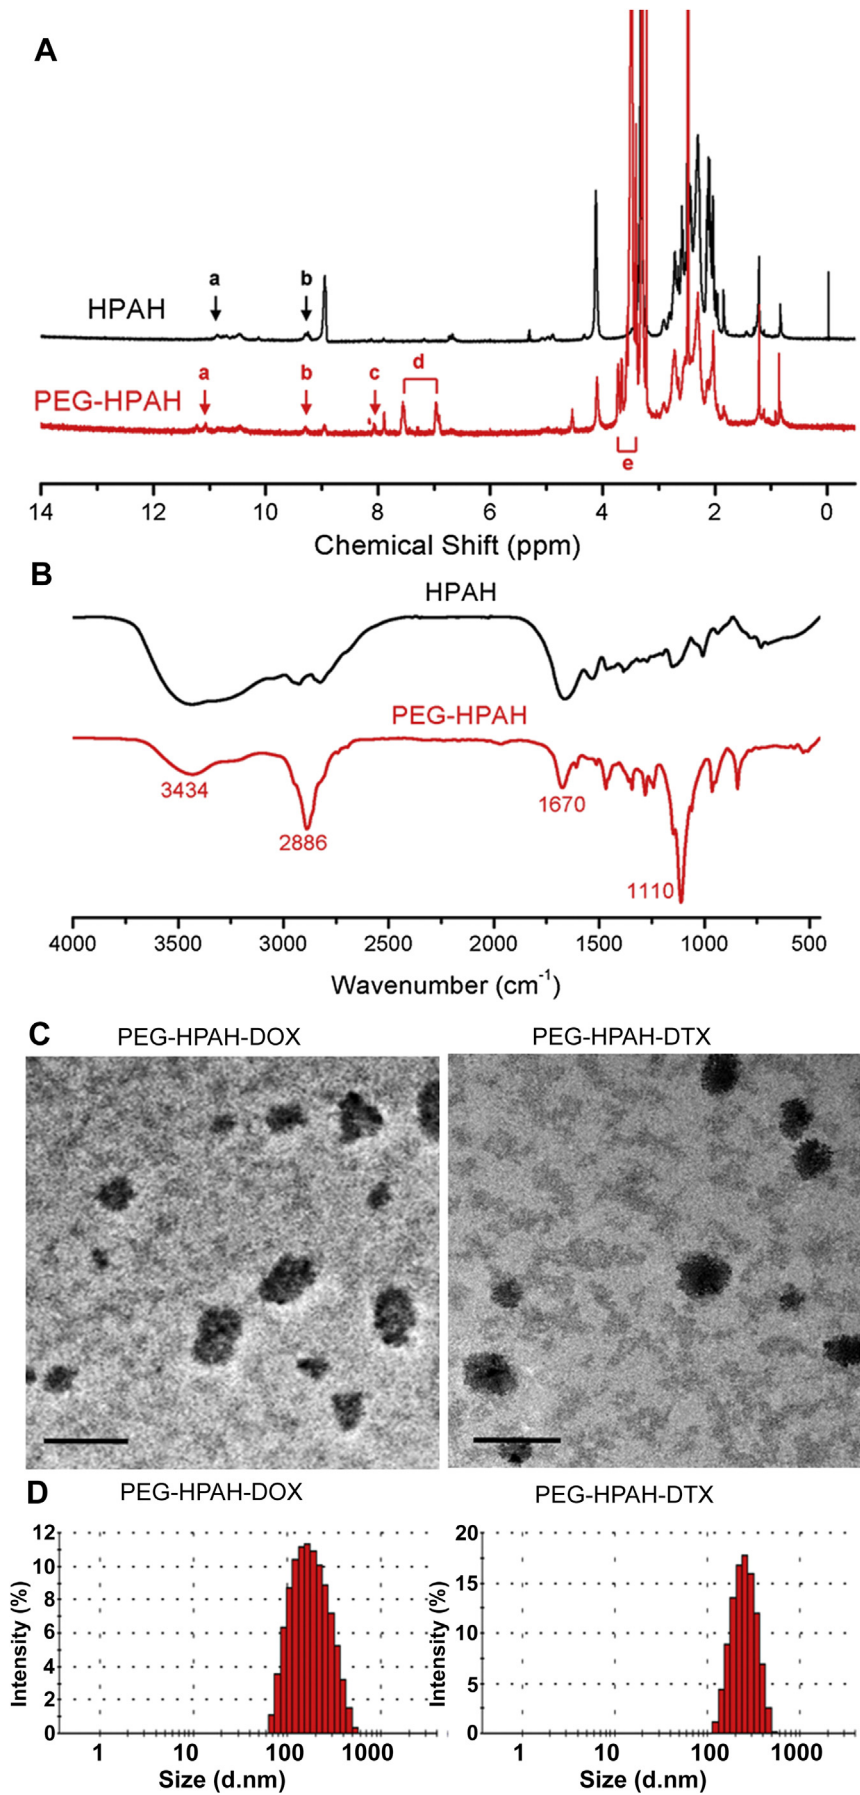 A
a b
HPAH
a b c d
PEG-HPAH
e
14 12 10 8 6 4 2 0
Chemical Shift (ppm)
B
HPAH
PEG-HPAH
3434
2886
1670
1110
4000 3500 3000 2500 2000 1500 1000 500
Wavenumber (cm-1)
C PEG-HPAH-DOX PEG-HPAH-DTX
D PEG-HPAH-DOX PEG-HPAH-DTX
Intensity (%)
12
10
8
6
4
2
0
1 10 100 1000
Size (d.nm)
Intensity (%)
20
15
10
5
0
1 10 100 1000
Size (d.nm)